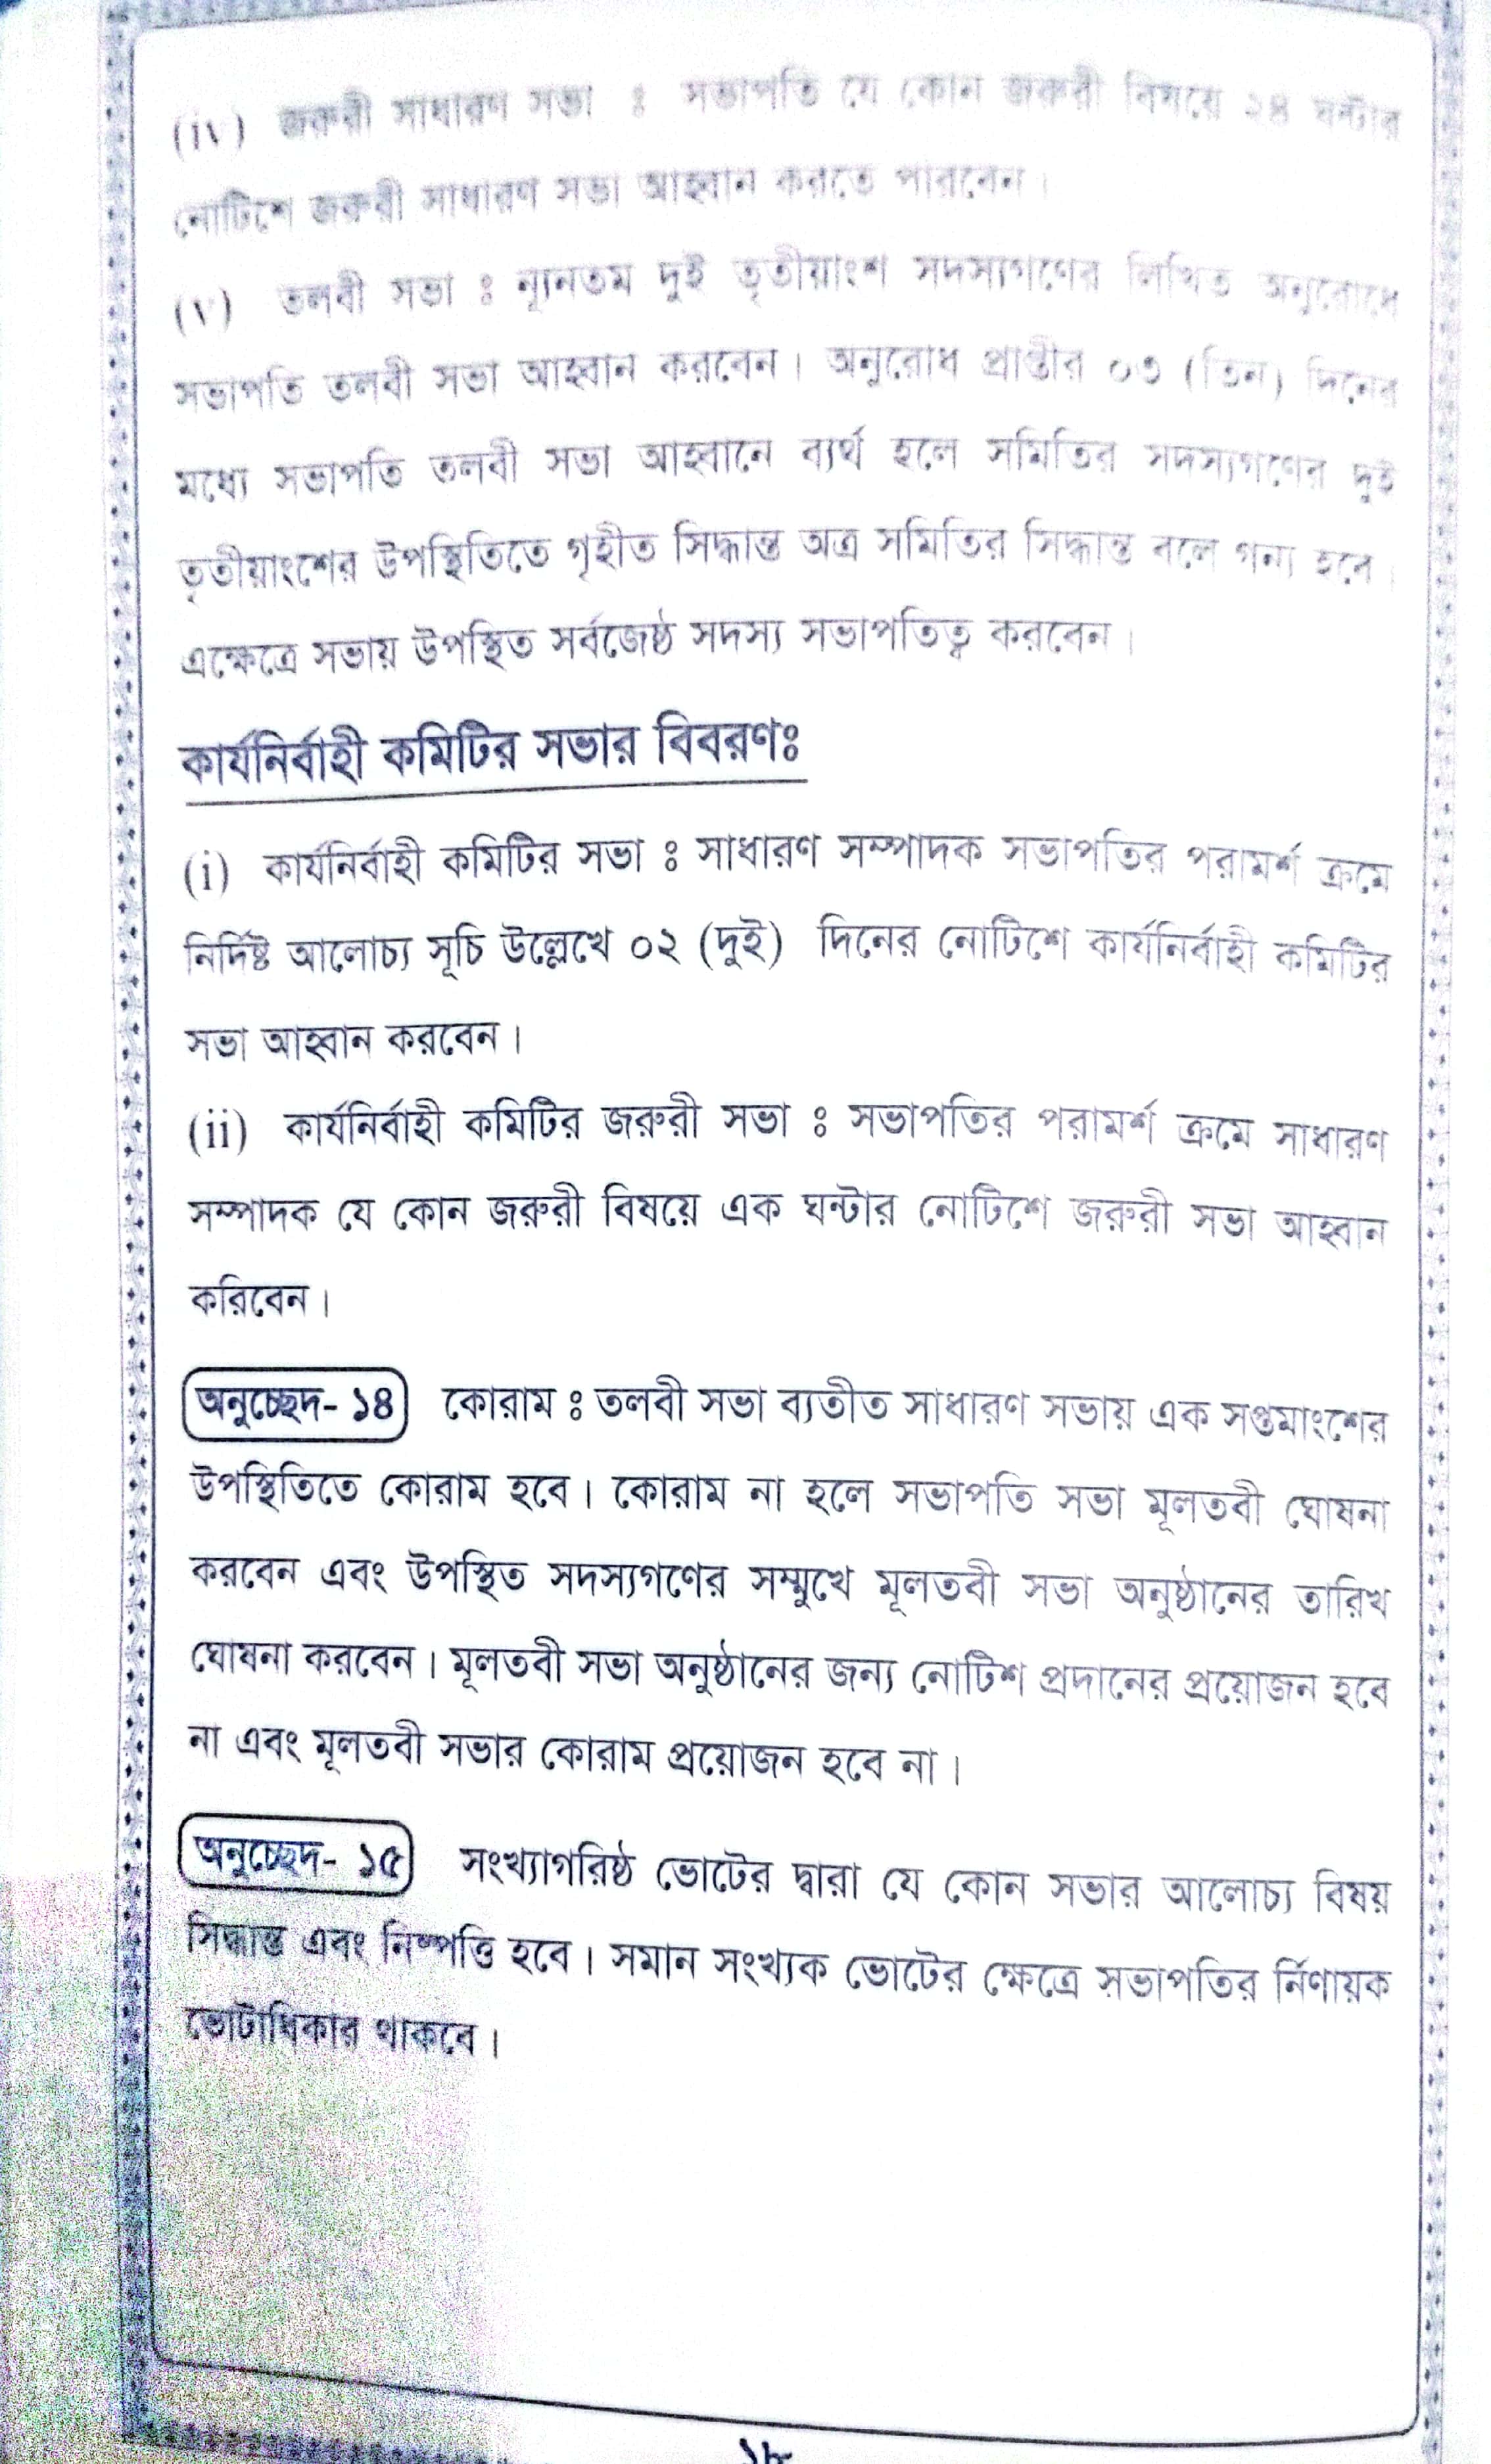 (iv) জরুরী সাধারণ সভা ঃ সভাপতি যে কোন জরুরী বিষয়ে ২৪ ঘন্টার
নোটিশে জরুরী সাধারণ সভা আহ্বান করতে পারবেন।
(v) তলবী সভা ঃ ন্যূনতম দুই তৃতীয়াংশ সদস্যগণের লিখিত অনুরোধে
সভাপতি তলবী সভা আহ্বান করবেন। অনুরোধ প্রাপ্তীর ০৩ (তিন) দিনের
মধ্যে সভাপতি তলবী সভা আহ্বানে ব্যর্থ হলে সমিতির সদস্যগণের দুই
তৃতীয়াংশের উপস্থিতিতে গৃহীত সিদ্ধান্ত অত্র সমিতির সিদ্ধান্ত বলে গন্য হবে।
এক্ষেত্রে সভায় উপস্থিত সর্বজেষ্ঠ সদস্য সভাপতিত্ব করবেন।
কার্যনির্বাহী কমিটির সভার বিবরণঃ
(i) কার্যনির্বাহী কমিটির সভা ঃ সাধারণ সম্পাদক সভাপতির পরামর্শ ক্রমে
নির্দিষ্ট আলোচ্য সূচি উল্লেখে ০২ (দুই) দিনের নোটিশে কার্যনির্বাহী কমিটির
সভা আহ্বান করবেন।
(ii) কার্যনির্বাহী কমিটির জরুরী সভা ঃ সভাপতির পরামর্শ ক্রমে সাধারণ
সম্পাদক যে কোন জরুরী বিষয়ে এক ঘন্টার নোটিশে জরুরী সভা আহ্বান
করিবেন।
অনুচ্ছেদ- ১৪ কোরাম ঃ তলবী সভা ব্যতীত সাধারণ সভায় এক সপ্তমাংশের
উপস্থিতিতে কোরাম হবে। কোরাম না হলে সভাপতি সভা মূলতবী ঘোষনা
করবেন এবং উপস্থিত সদস্যগণের সম্মুখে মূলতবী সভা অনুষ্ঠানের তারিখ
ঘোষনা করবেন। মূলতবী সভা অনুষ্ঠানের জন্য নোটিশ প্রদানের প্রয়োজন হবে
না এবং মূলতবী সভার কোরাম প্রয়োজন হবে না।
অনুচ্ছেদ- ১৫ সংখ্যাগরিষ্ঠ ভোটের দ্বারা যে কোন সভার আলোচ্য বিষয়
সিদ্ধান্ত এবং নিষ্পত্তি হবে। সমান সংখ্যক ভোটের ক্ষেত্রে সভাপতির র্নিণায়ক
ভোটাধিকার থাকবে।
১৮